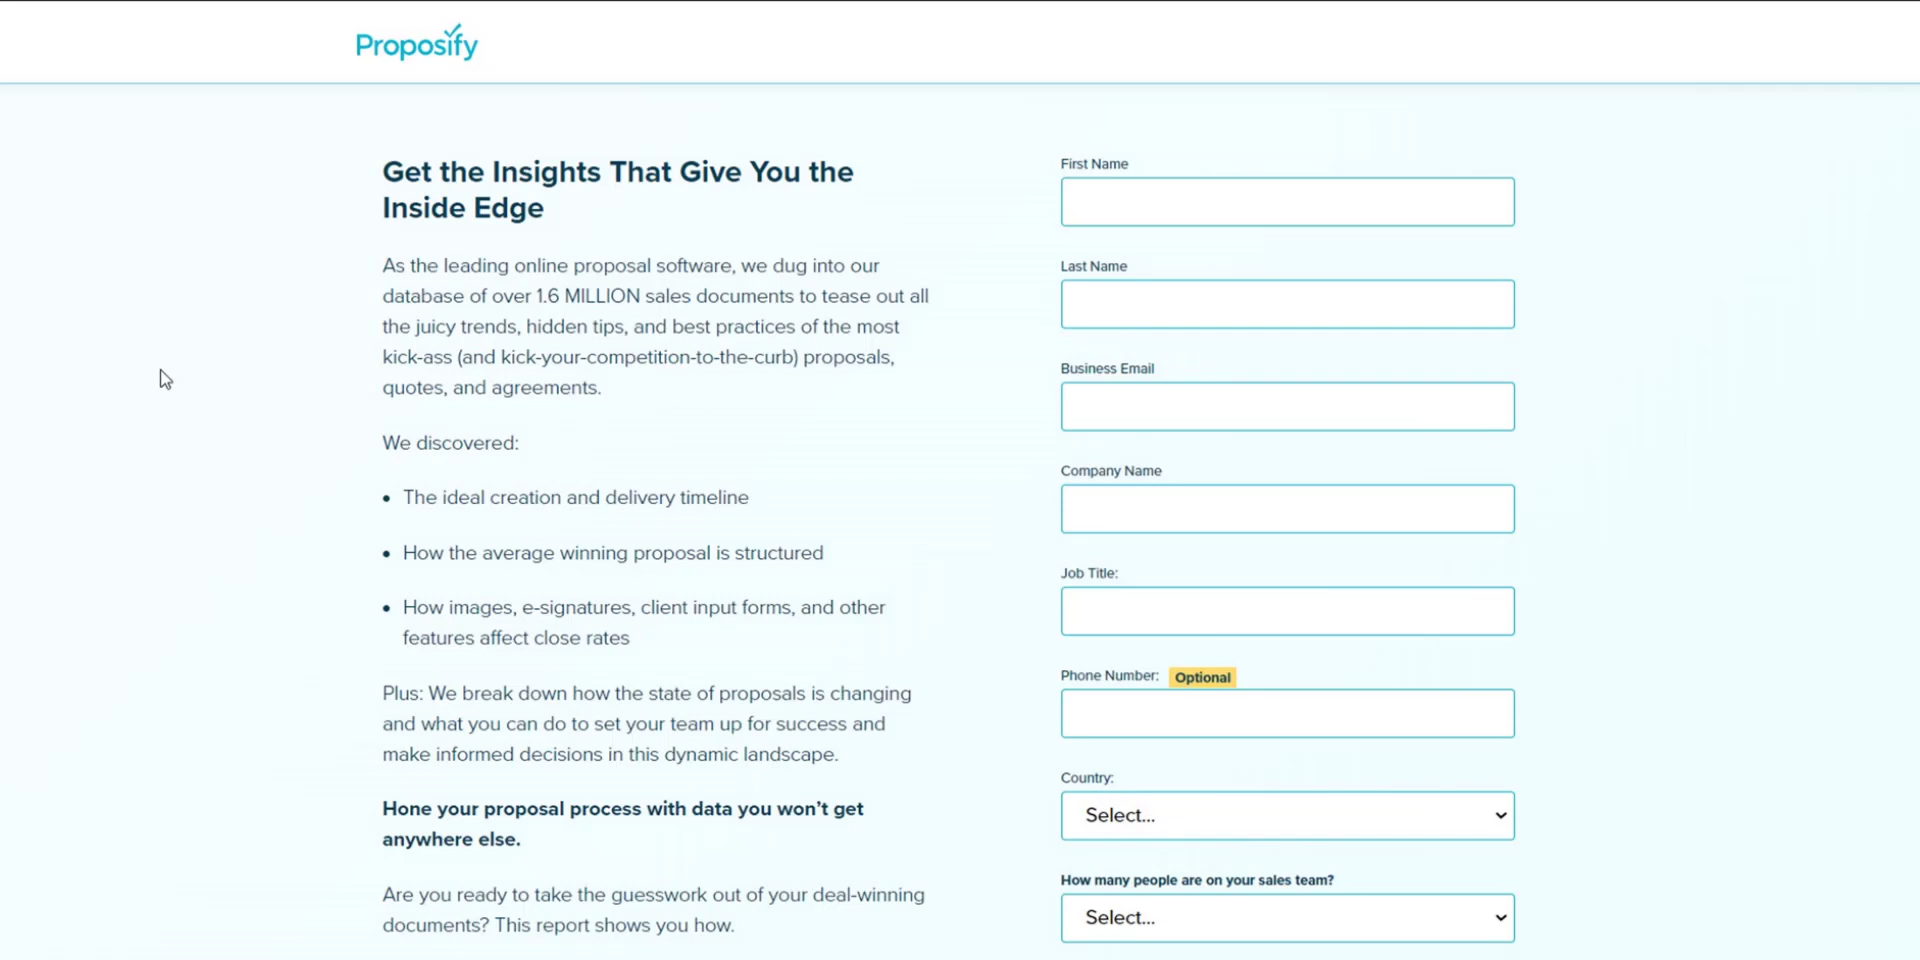 Proposify
Get the Insights That Give You the
Inside Edge
As the leading online proposal software, we dug into our
database of over 1.6 MILLION sales documents to tease out all
the juicy trends, hidden tips, and best practices of the most
kick-ass (and kick-your-competition-to-the-curb) proposals,
quotes, and agreements.
We discovered:
• The ideal creation and delivery timeline
• How the average winning proposal is structured
• How images, e-signatures, client input forms, and other
features affect close rates
Plus: We break down how the state of proposals is changing
and what you can do to set your team up for success and
make informed decisions in this dynamic landscape.
Hone your proposal process with data you won’t get
anywhere else.
Are you ready to take the guesswork out of your deal-winning
documents? This report shows you how.
First Name
Last Name
Business Email
Company Name
Job Title:
Phone Number: Optional
Country:
Select...
How many people are on your sales team?
Select...